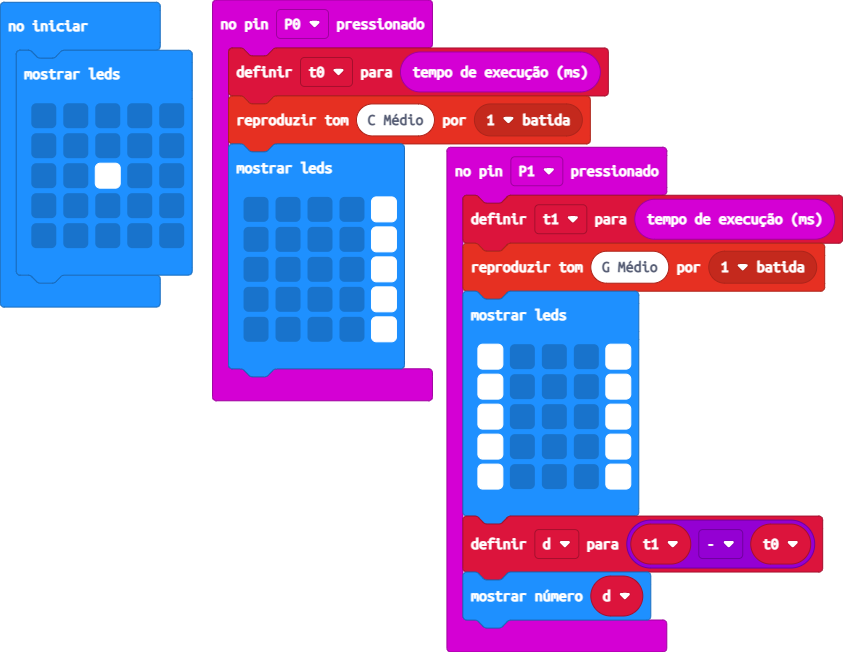 no iniciar
mostrar leds
no pin P0 pressionado
definir t0 para tempo de execução (ms)
reproduzir tom C Médio por 1 batida
mostrar leds
no pin P1 pressionado
definir t1 para tempo de execução (ms)
reproduzir tom G Médio por 1 batida
mostrar leds
definir d para t1 - t0
mostrar número d